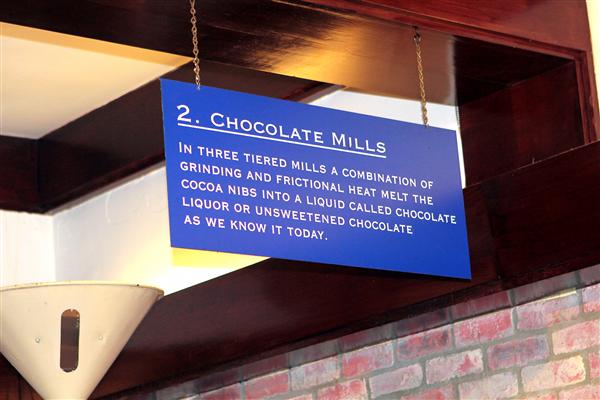 2. Chocolate Mills
In three tiered mills a combination of
grinding and frictional heat melt the
cocoa nibs into a liquid called chocolate
liquor or unsweetened chocolate
as we know it today.